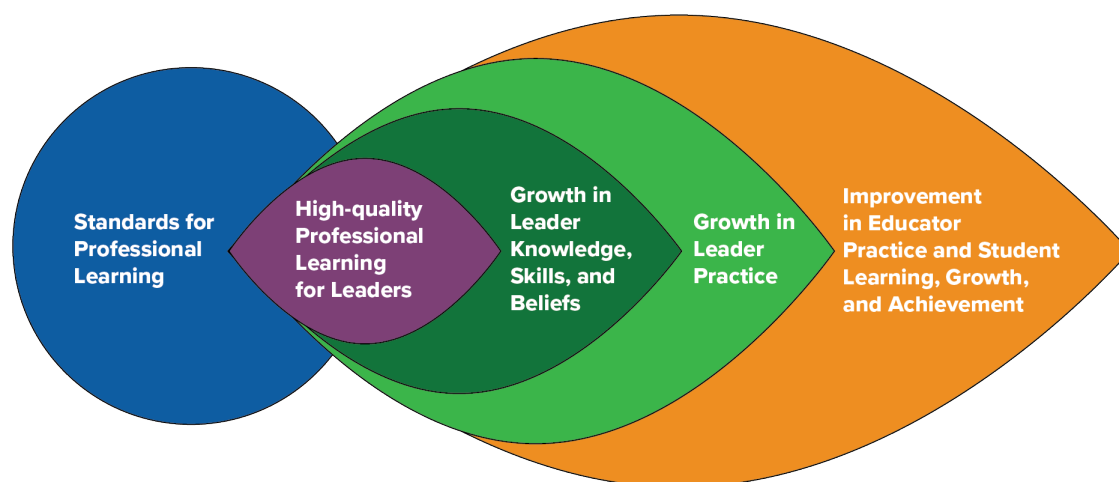 Standards for
Professional
Learning
High-quality
Professional
Learning
for Leaders
Growth in
Leader
Knowledge,
Skills, and
Beliefs
Growth in
Leader
Practice
Improvement
in Educator
Practice and Student
Learning, Growth,
and Achievement